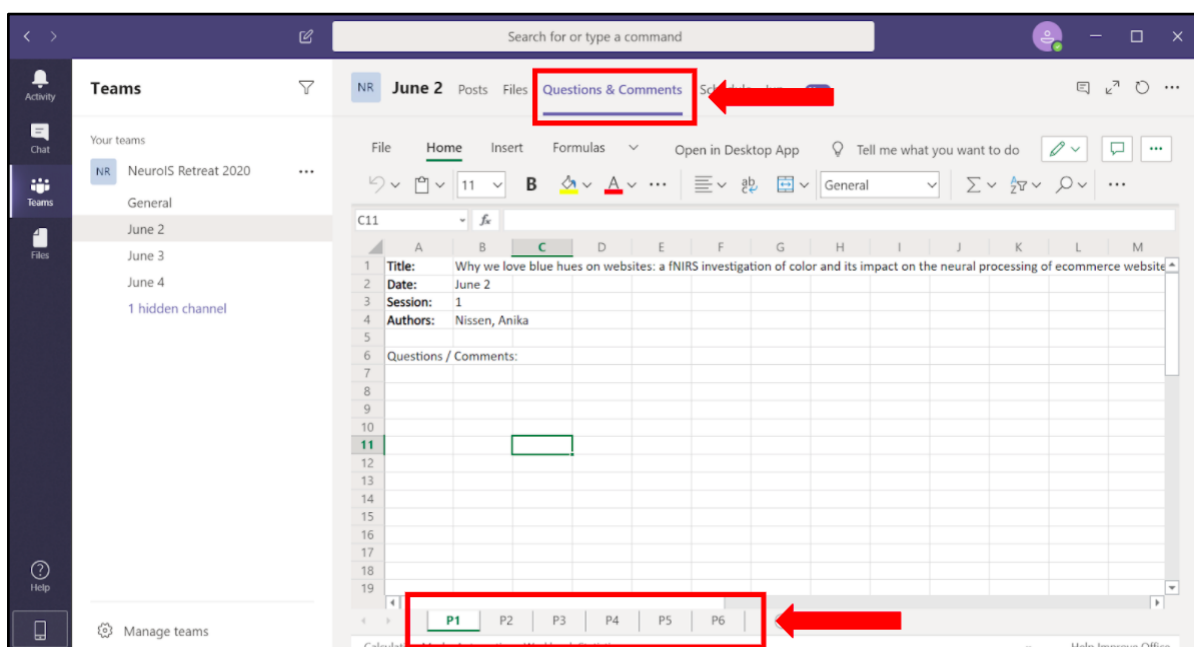 Search for or type a command
Activity
Chat
Teams
Files
Help
Teams
Your teams
NR NeuroIS Retreat 2020
General
June 2
June 3
June 4
1 hidden channel
Manage teams
NR June 2 Posts Files Questions & Comments
File Home Insert Formulas Open in Desktop App Tell me what you want to do
11 B A ab General
C11 fx
A B C D E F G H I J K L M
1 Title: Why we love blue hues on websites: a fNIRS investigation of color and its impact on the neural processing of ecommerce website
2 Date: June 2
3 Session: 1
4 Authors: Nissen, Anika
5
6 Questions / Comments:
7
8
9
10
11
12
13
14
15
16
17
18
19
P1 P2 P3 P4 P5 P6
Help Improve Office